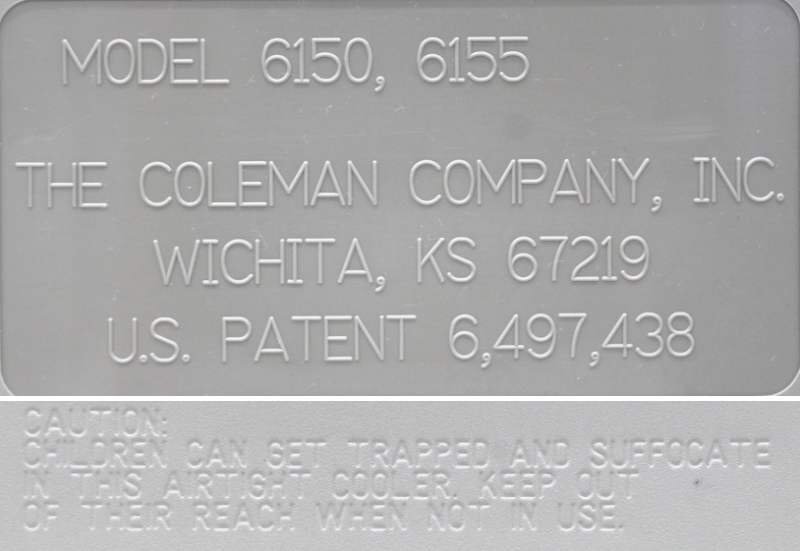 MODEL 6150, 6155
THE COLEMAN COMPANY, INC.
WICHITA, KS 67219
U.S. PATENT 6,497,438
CAUTION:
CHILDREN CAN GET TRAPPED AND SUFFOCATE
IN THIS AIRTIGHT COOLER. KEEP OUT
OF THEIR REACH WHEN NOT IN USE.